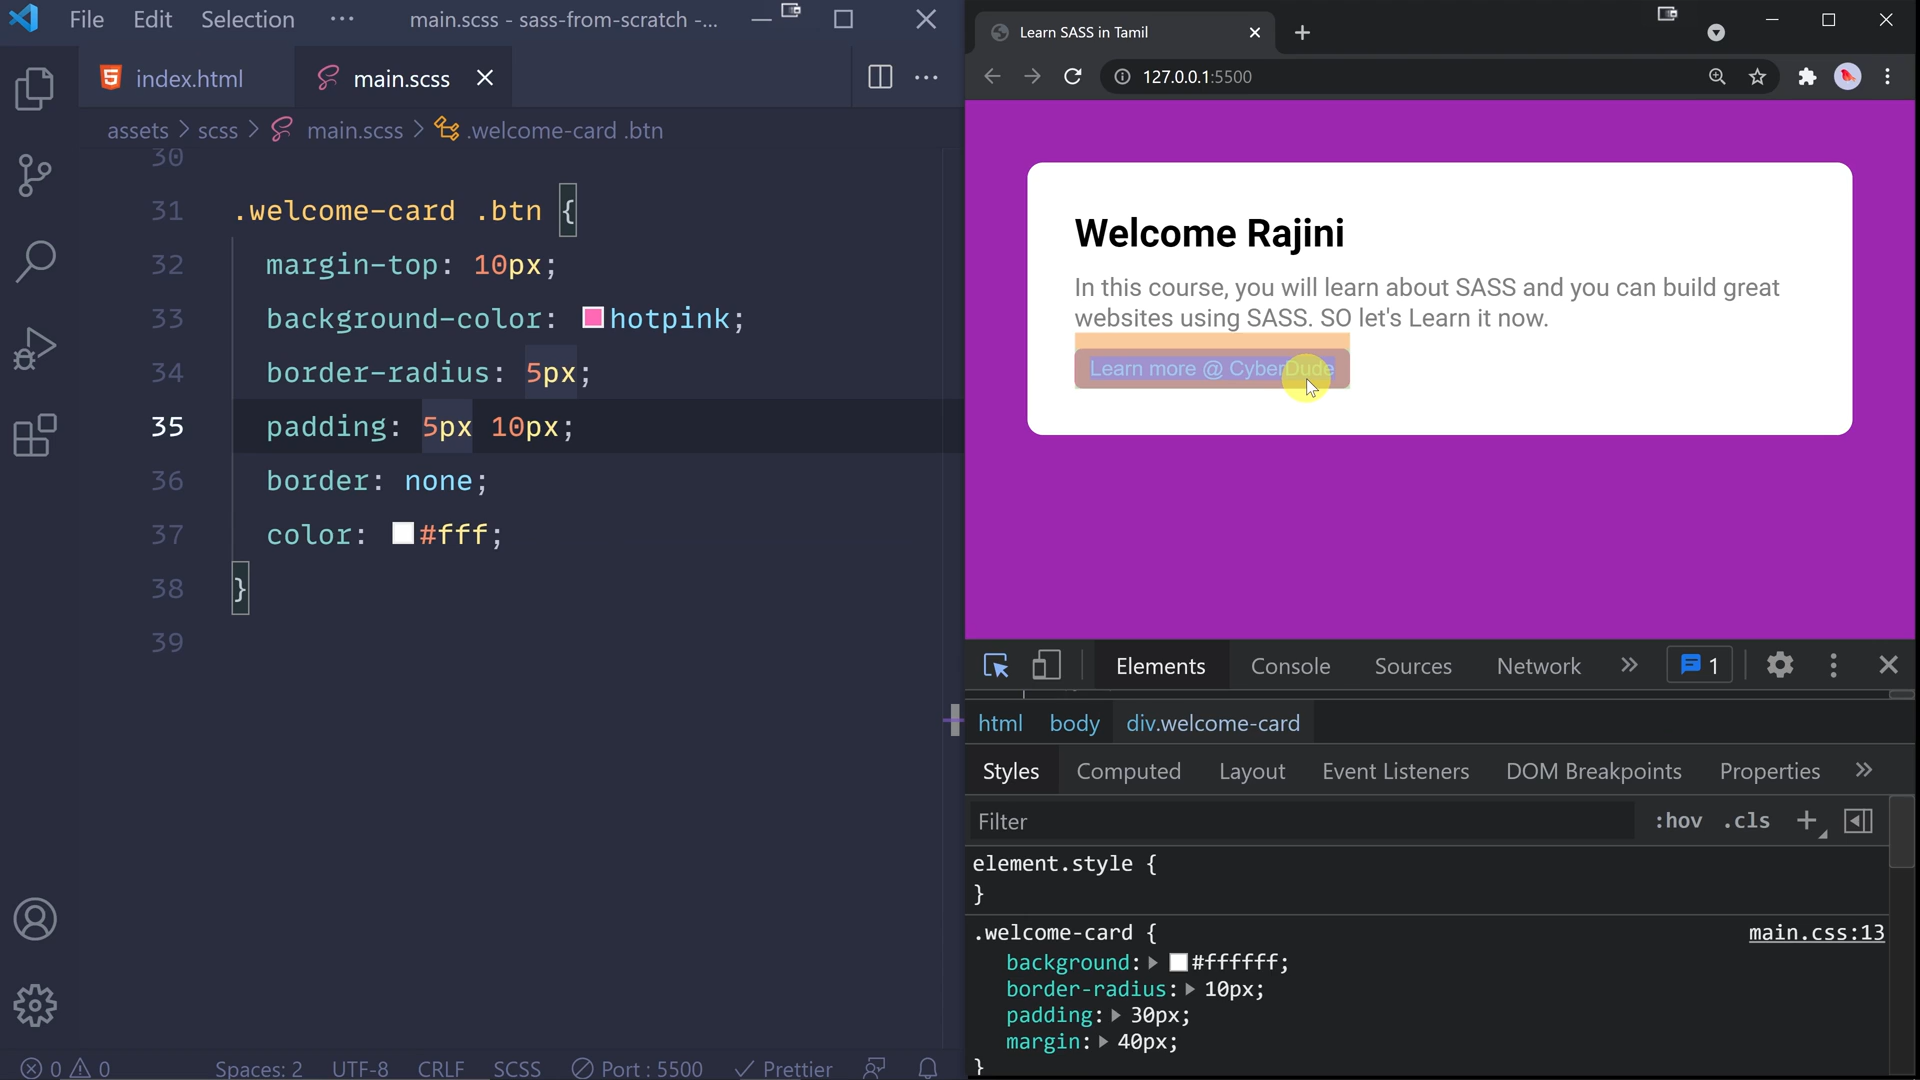 File Edit Selection ··· main.scss - sass-from-scratch -...
index.html main.scss
assets > scss > main.scss > .welcome-card .btn
30
31 .welcome-card .btn {
32 margin-top: 10px;
33 background-color: hotpink;
34 border-radius: 5px;
35 padding: 5px 10px;
36 border: none;
37 color: #fff;
38 }
39
0 0 Spaces: 2 UTF-8 CRLF SCSS Port : 5500 Prettier
Learn SASS in Tamil
127.0.0.1:5500
Welcome Rajini
In this course, you will learn about SASS and you can build great
websites using SASS. SO let's Learn it now.
Learn more @ CyberDude
Elements Console Sources Network » 1
html body div.welcome-card
Styles Computed Layout Event Listeners DOM Breakpoints Properties »
Filter :hov .cls +
element.style {
}
.welcome-card { main.css:13
background: #ffffff;
border-radius: 10px;
padding: 30px;
margin: 40px;
}